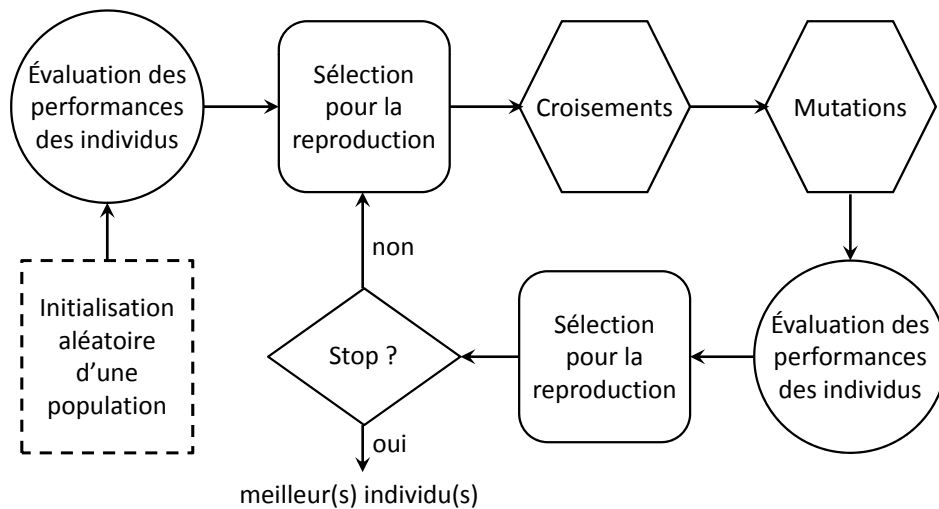 Évaluation des
performances
des individus
Sélection
pour la
reproduction
Croisements
Mutations
non
Initialisation
aléatoire
d'une
population
Stop ?
Sélection
pour la
reproduction
Évaluation des
performances
des individus
oui
meilleur(s) individu(s)